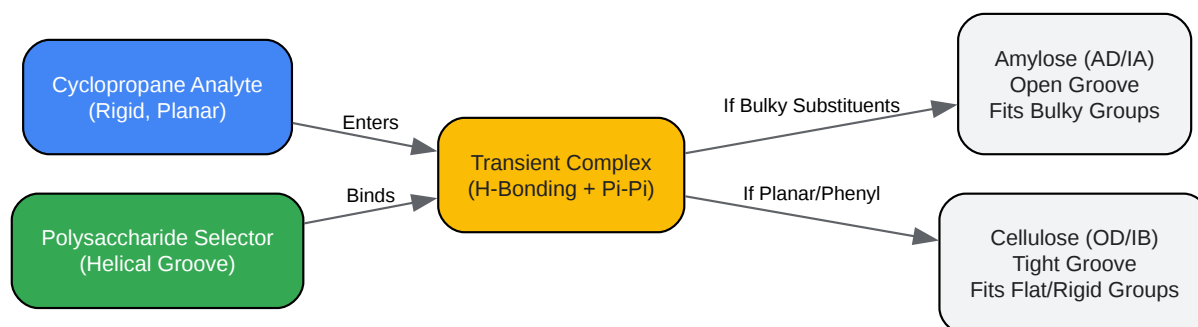 Cyclopropane Analyte
(Rigid, Planar)
Enters
Polysaccharide Selector
(Helical Groove)
Binds
Transient Complex
(H-Bonding + Pi-Pi)
If Bulky Substituents
Amylose (AD/IA)
Open Groove
Fits Bulky Groups
If Planar/Phenyl
Cellulose (OD/IB)
Tight Groove
Fits Flat/Rigid Groups